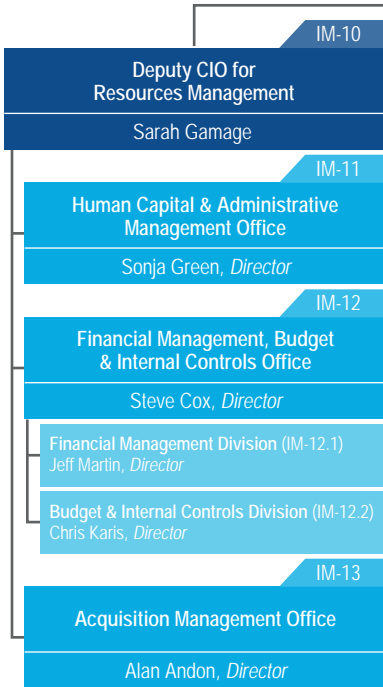 IM-10
Deputy CIO for
Resources Management
Sarah Gamage
IM-11
Human Capital & Administrative
Management Office
Sonja Green, Director
IM-12
Financial Management, Budget
& Internal Controls Office
Steve Cox, Director
Financial Management Division (IM-12.1)
Jeff Martin, Director
Budget & Internal Controls Division (IM-12.2)
Chris Karis, Director
IM-13
Acquisition Management Office
Alan Andon, Director